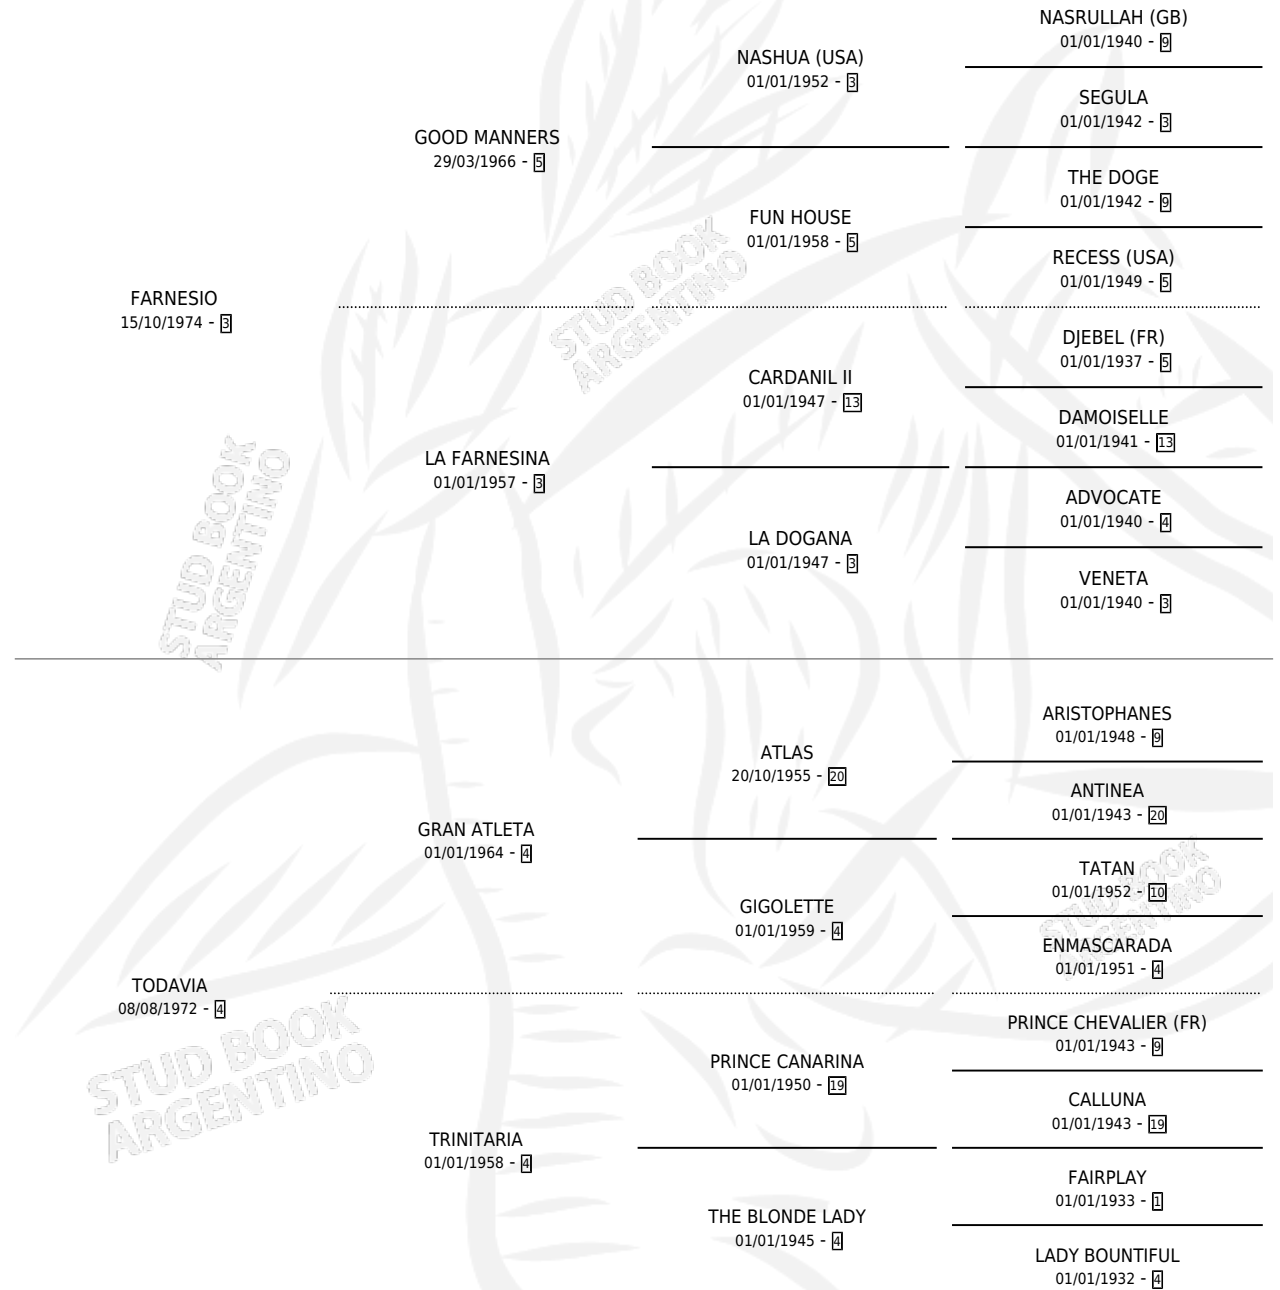 NASRULLAH (GB)
01/01/1940 - 9
NASHUA (USA)
01/01/1952 - 3
SEGULA
01/01/1942 - 3
GOOD MANNERS
29/03/1966 - 5
THE DOGE
01/01/1942 - 9
FUN HOUSE
01/01/1958 - 5
RECESS (USA)
01/01/1949 - 5
FARNESIO
15/10/1974 - 3
DJEBEL (FR)
01/01/1937 - 5
CARDANIL II
01/01/1947 - 13
DAMOISELLE
01/01/1941 - 13
LA FARNESINA
01/01/1957 - 3
ADVOCATE
01/01/1940 - 4
LA DOGANA
01/01/1947 - 3
VENETA
01/01/1940 - 3
STUD BOOK
ARGENTINO
STUD BOOK
ARGENTINO
ARISTOPHANES
01/01/1948 - 9
ATLAS
20/10/1955 - 20
ANTINEA
01/01/1943 - 20
GRAN ATLETA
01/01/1964 - 4
TATAN
01/01/1952 - 10
GIGOLETTE
01/01/1959 - 4
ENMASCARADA
01/01/1951 - 4
TODAVIA
08/08/1972 - 4
PRINCE CHEVALIER (FR)
01/01/1943 - 9
PRINCE CANARINA
01/01/1950 - 19
CALLUNA
01/01/1943 - 19
TRINITARIA
01/01/1958 - 4
FAIRPLAY
01/01/1933 - 1
THE BLONDE LADY
01/01/1945 - 4
LADY BOUNTIFUL
01/01/1932 - 4
STUD BOOK
ARGENTINO
STUD BOOK
ARGENTINO